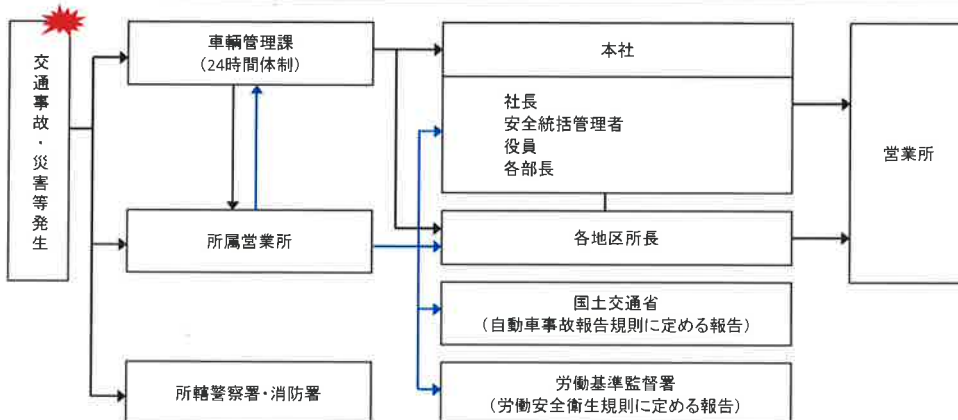 交通事故・災害等発生
車輌管理課
（24時間体制）
所属営業所
所轄警察署・消防署
本社
社長
安全統括管理者
役員
各部長
各地区所長
国土交通省
（自動車事故報告規則に定める報告）
労働基準監督署
（労働安全衛生規則に定める報告）
営業所